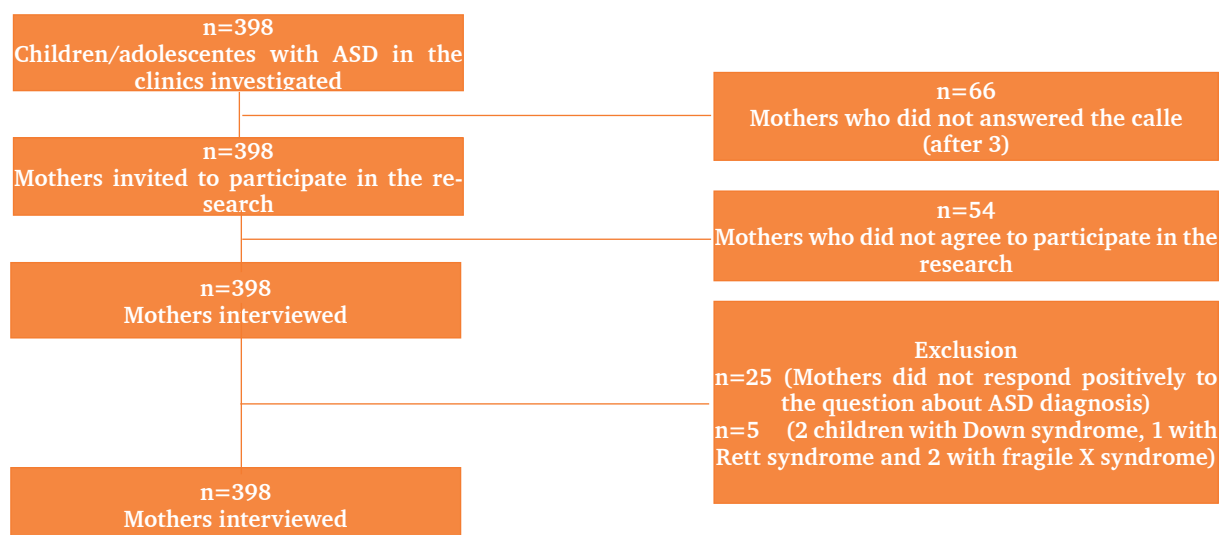 n=398
Children/adolescentes with ASD in the
clinics investigated
n=66
Mothers who did not answered the calle
(after 3)
n=398
Mothers invited to participate in the re-
search
n=54
Mothers who did not agree to participate in the
research
n=398
Mothers interviewed
Exclusion
n=25 (Mothers did not respond positively to
the question about ASD diagnosis)
n=5 (2 children with Down syndrome, 1 with
Rett syndrome and 2 with fragile X syndrome)
n=398
Mothers interviewed